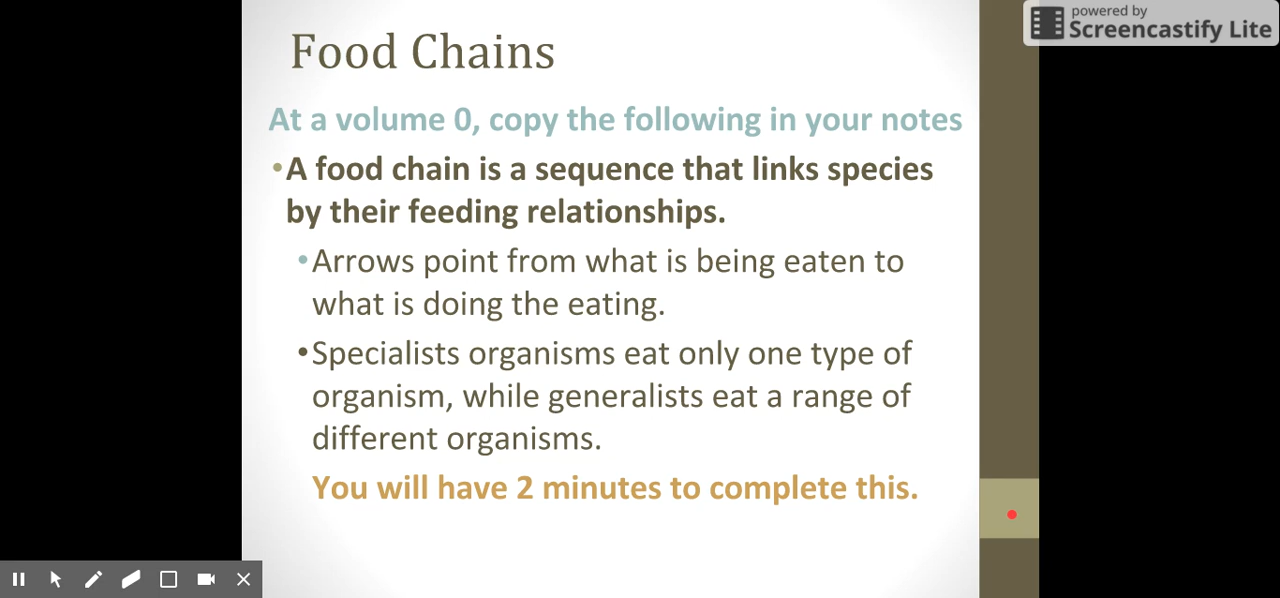 powered by
Screencastify Lite
Food Chains
At a volume 0, copy the following in your notes
•A food chain is a sequence that links species
by their feeding relationships.
•Arrows point from what is being eaten to
what is doing the eating.
•Specialists organisms eat only one type of
organism, while generalists eat a range of
different organisms.
You will have 2 minutes to complete this.